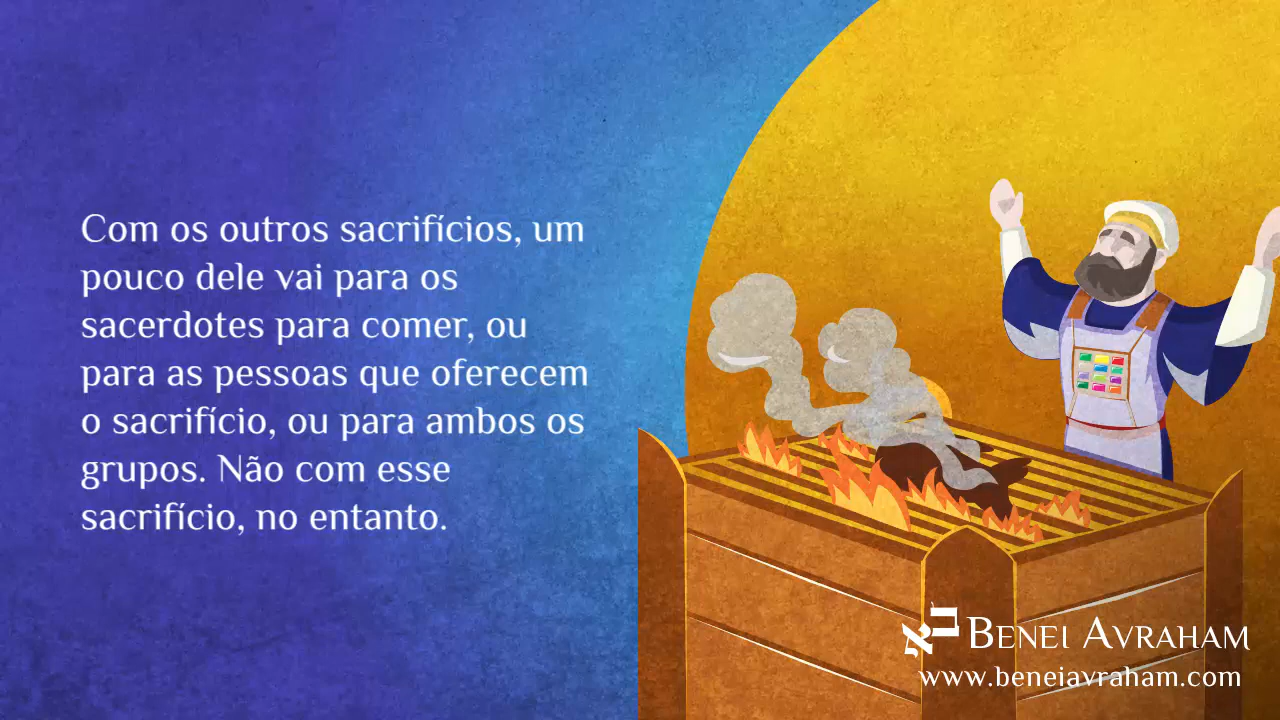 Com os outros sacrifícios, um
pouco dele vai para os
sacerdotes para comer, ou
para as pessoas que oferecem
o sacrifício, ou para ambos os
grupos. Não com esse
sacrifício, no entanto.
בא BENEI AVRAHAM
www.beneiavraham.com